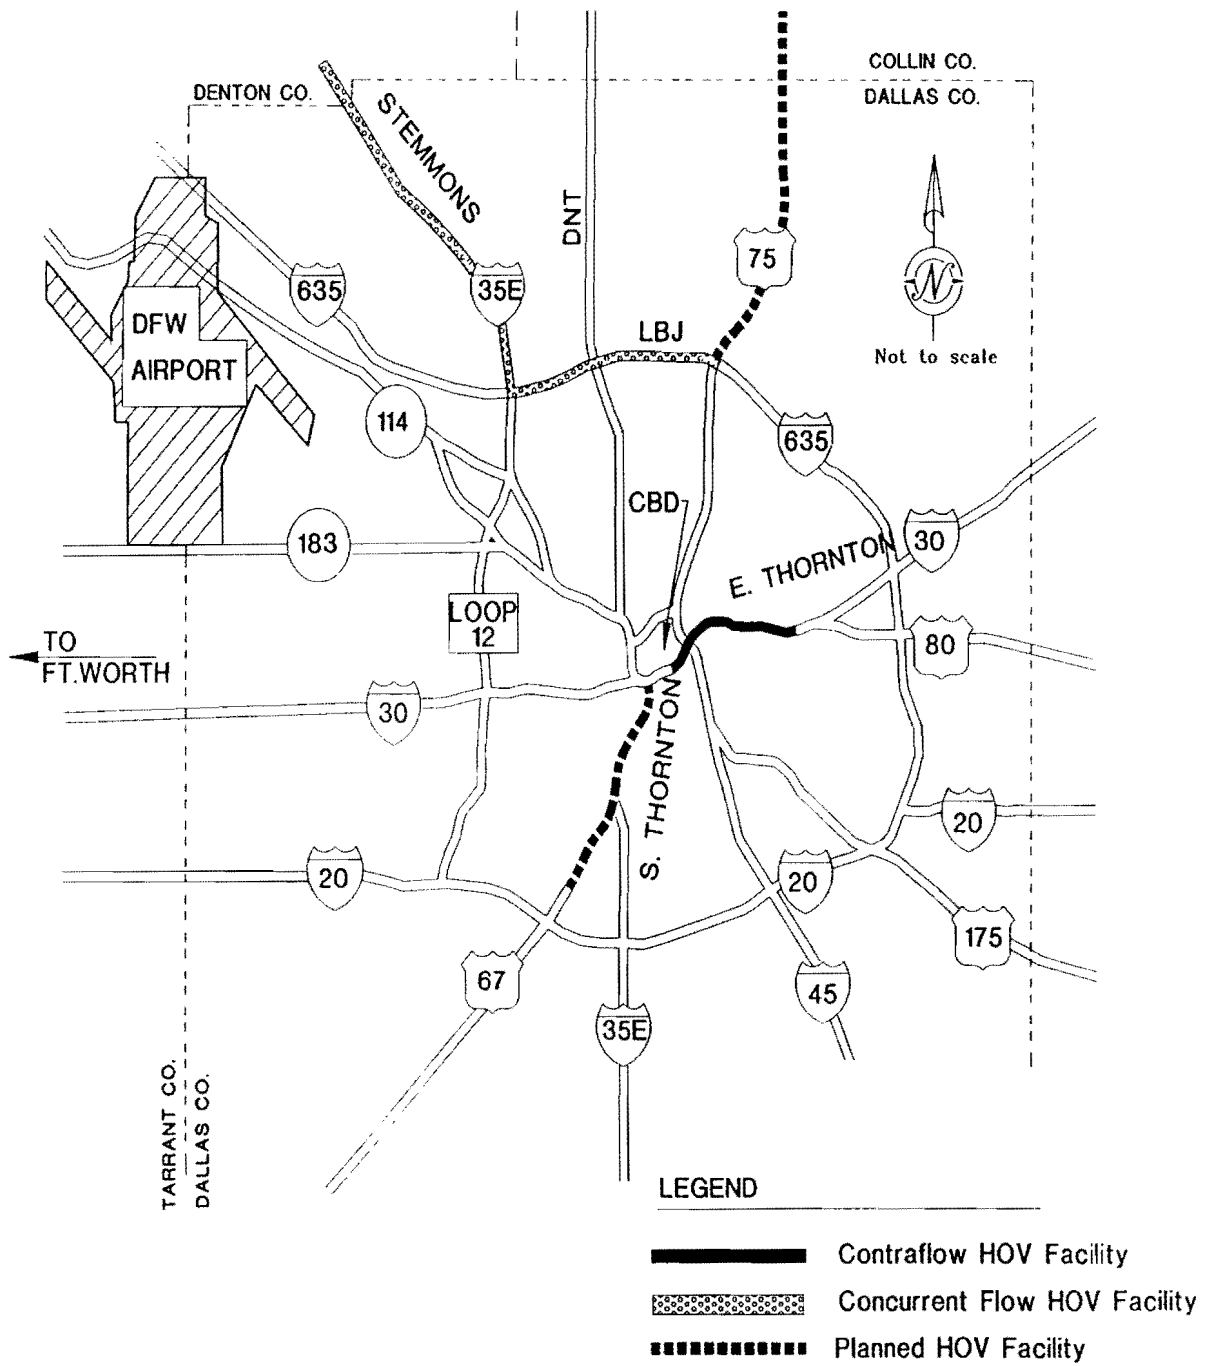 COLLIN CO.
DENTON CO.
DALLAS CO.
STEMMONS
DNT
75
635
35E
N
DFW
AIRPORT
LBJ
Not to scale
114
635
CBD
183
E. THORNTON
30
LOOP
12
80
TO
FT.WORTH
30
S. THORNTON
20
20
20
175
67
45
35E
TARRANT CO.
DALLAS CO.
LEGEND
Contraflow HOV Facility
Concurrent Flow HOV Facility
Planned HOV Facility